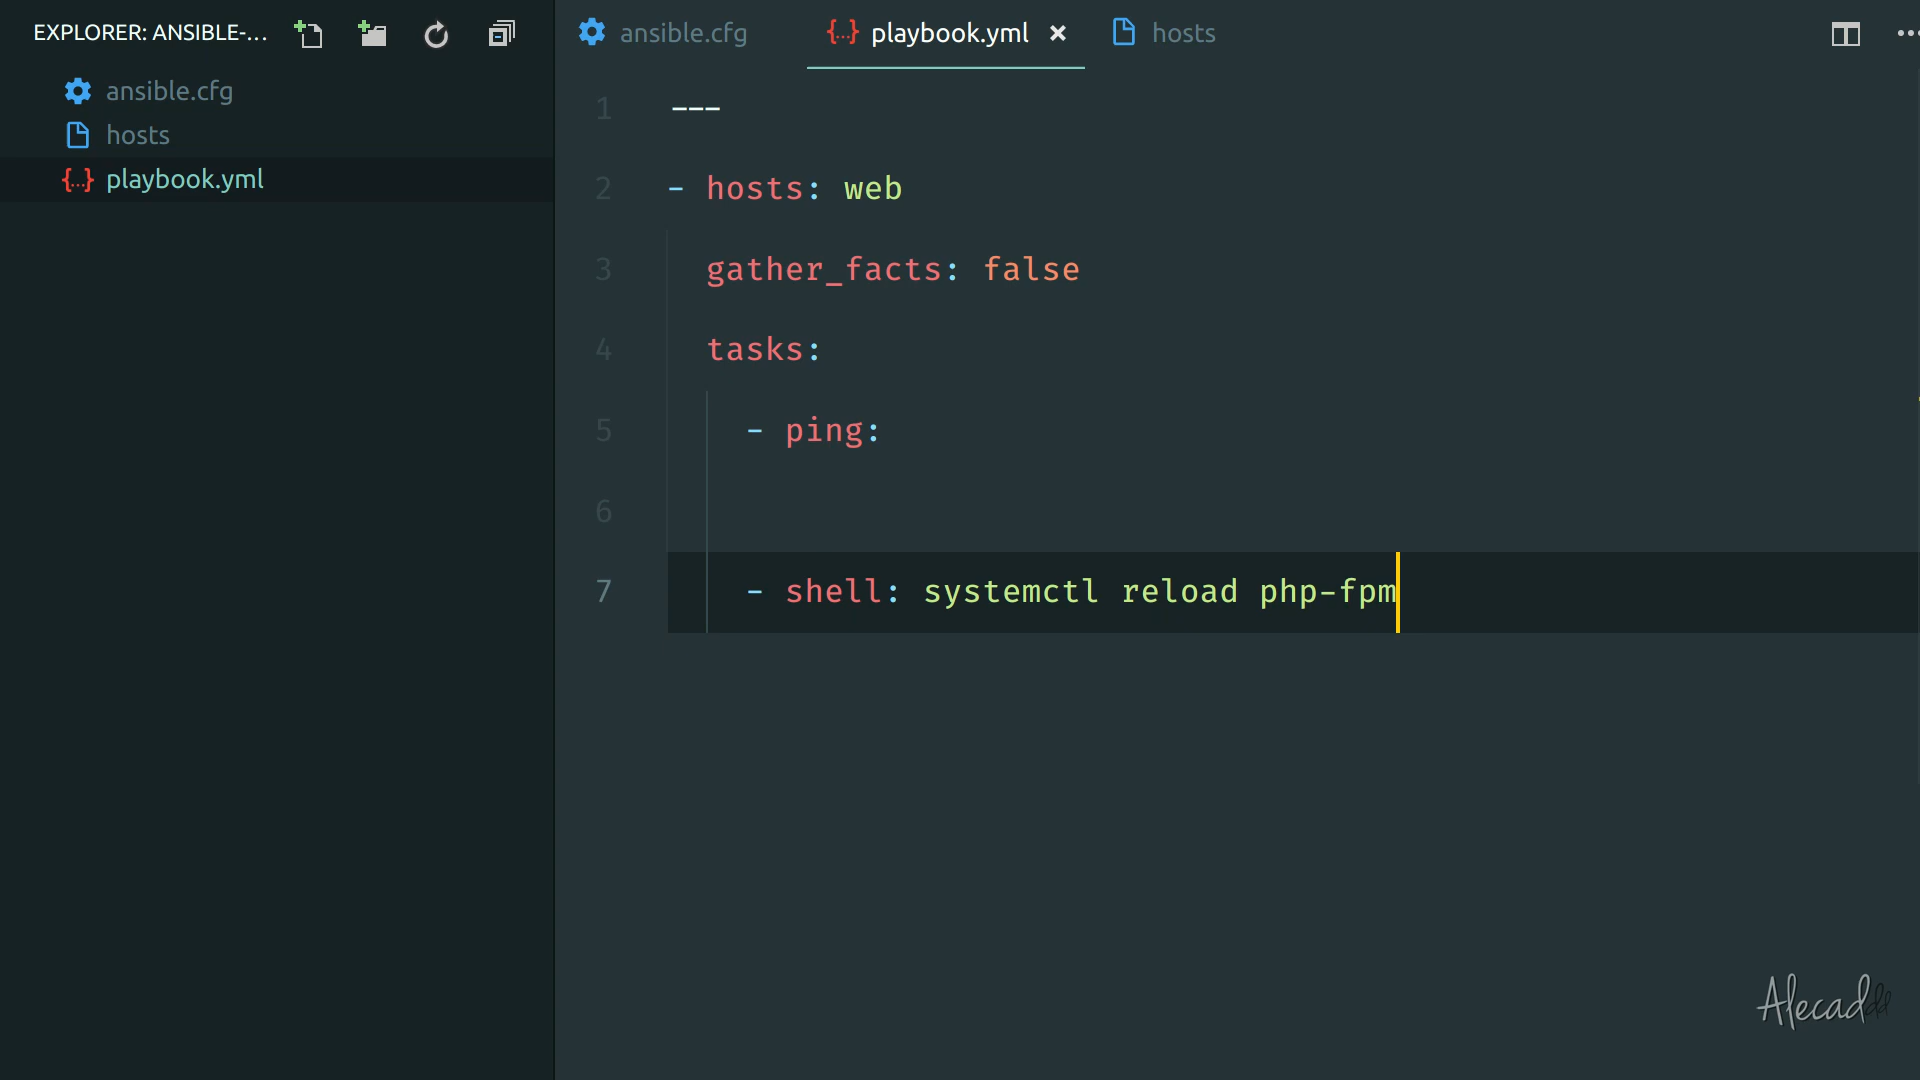 EXPLORER: ANSIBLE-...
ansible.cfg
hosts
playbook.yml
ansible.cfg
playbook.yml
hosts
1 ---
2 - hosts: web
3 gather_facts: false
4 tasks:
5 - ping:
6
7 - shell: systemctl reload php-fpm
Alecaddd